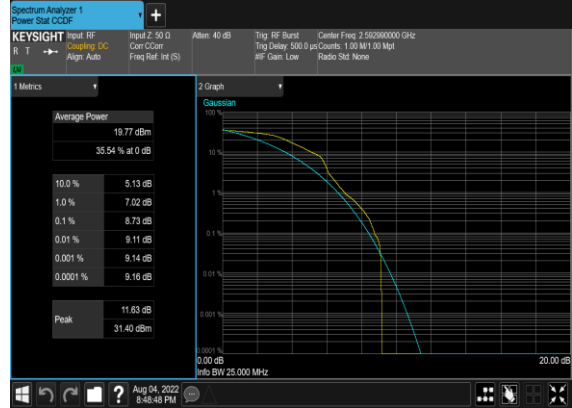 Spectrum Analyzer 1
Power Stat CCDF
+
KEYSIGHT
R T
Input: RF
Coupling: DC
Align: Auto
Input Z: 50 Ω
Corr CCorr
Freq Ref: Int (S)
Atten: 40 dB
Trig: RF Burst
Trig Delay: 500.0 µs
#IF Gain: Low
Center Freq: 2.592990000 GHz
Counts: 1.00 M/1.00 Mpt
Radio Std: None
1 Metrics
Average Power
19.77 dBm
35.54 % at 0 dB
10.0 % 5.13 dB
1.0 % 7.02 dB
0.1 % 8.73 dB
0.01 % 9.11 dB
0.001 % 9.14 dB
0.0001 % 9.16 dB
Peak
11.63 dB
31.40 dBm
2 Graph
Gaussian
100 %
10 %
1 %
0.1 %
0.01 %
0.001 %
0.0001 %
0.00 dB 20.00 dB
Info BW 25.000 MHz
?
Aug 04, 2022
8:48:48 PM